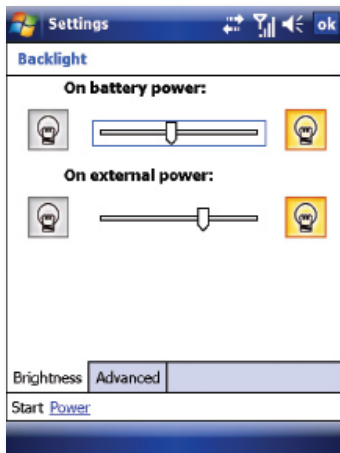 Settings ok
Backlight
On battery power:
On external power:
Brightness Advanced
Start Power